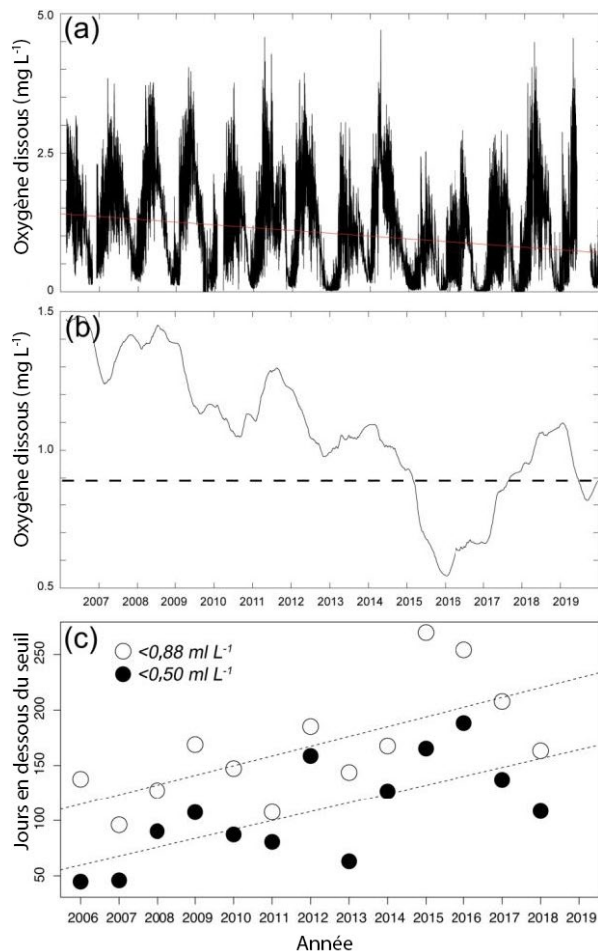 (a)
Oxygène dissous (mg L⁻¹)
5.0
2.5
0
(b)
Oxygène dissous (mg L⁻¹)
1.5
1.0
0.5
2007 2008 2009 2010 2011 2012 2013 2014 2015 2016 2017 2018 2019
(c)
<0,88 ml L⁻¹
<0,50 ml L⁻¹
Jours en dessous du seuil
250
200
150
100
50
2006 2007 2008 2009 2010 2011 2012 2013 2014 2015 2016 2017 2018 2019
Année